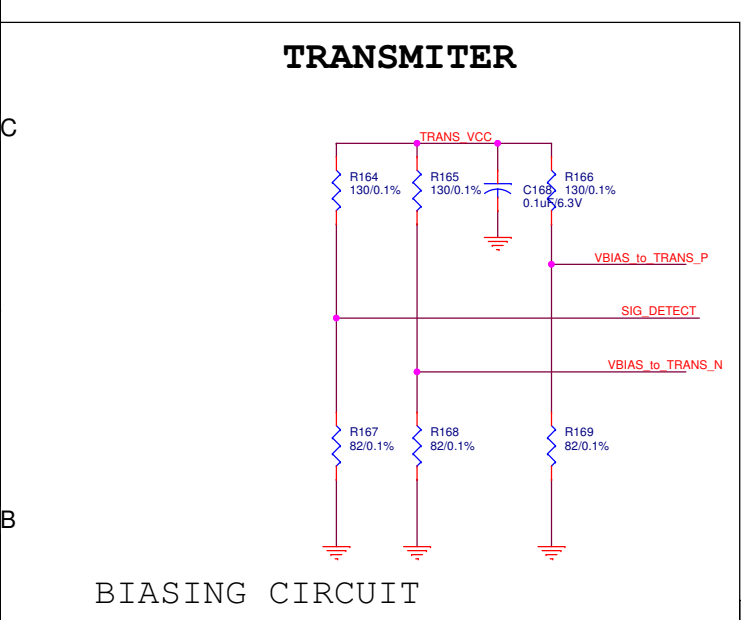 TRANSMITER
C
TRANS_VCC
R164
130/0.1%
R165
130/0.1%
C168
0.1uF/6.3V
R166
130/0.1%
VBIAS_to_TRANS_P
SIG_DETECT
VBIAS_to_TRANS_N
R167
82/0.1%
R168
82/0.1%
R169
82/0.1%
B
BIASING CIRCUIT